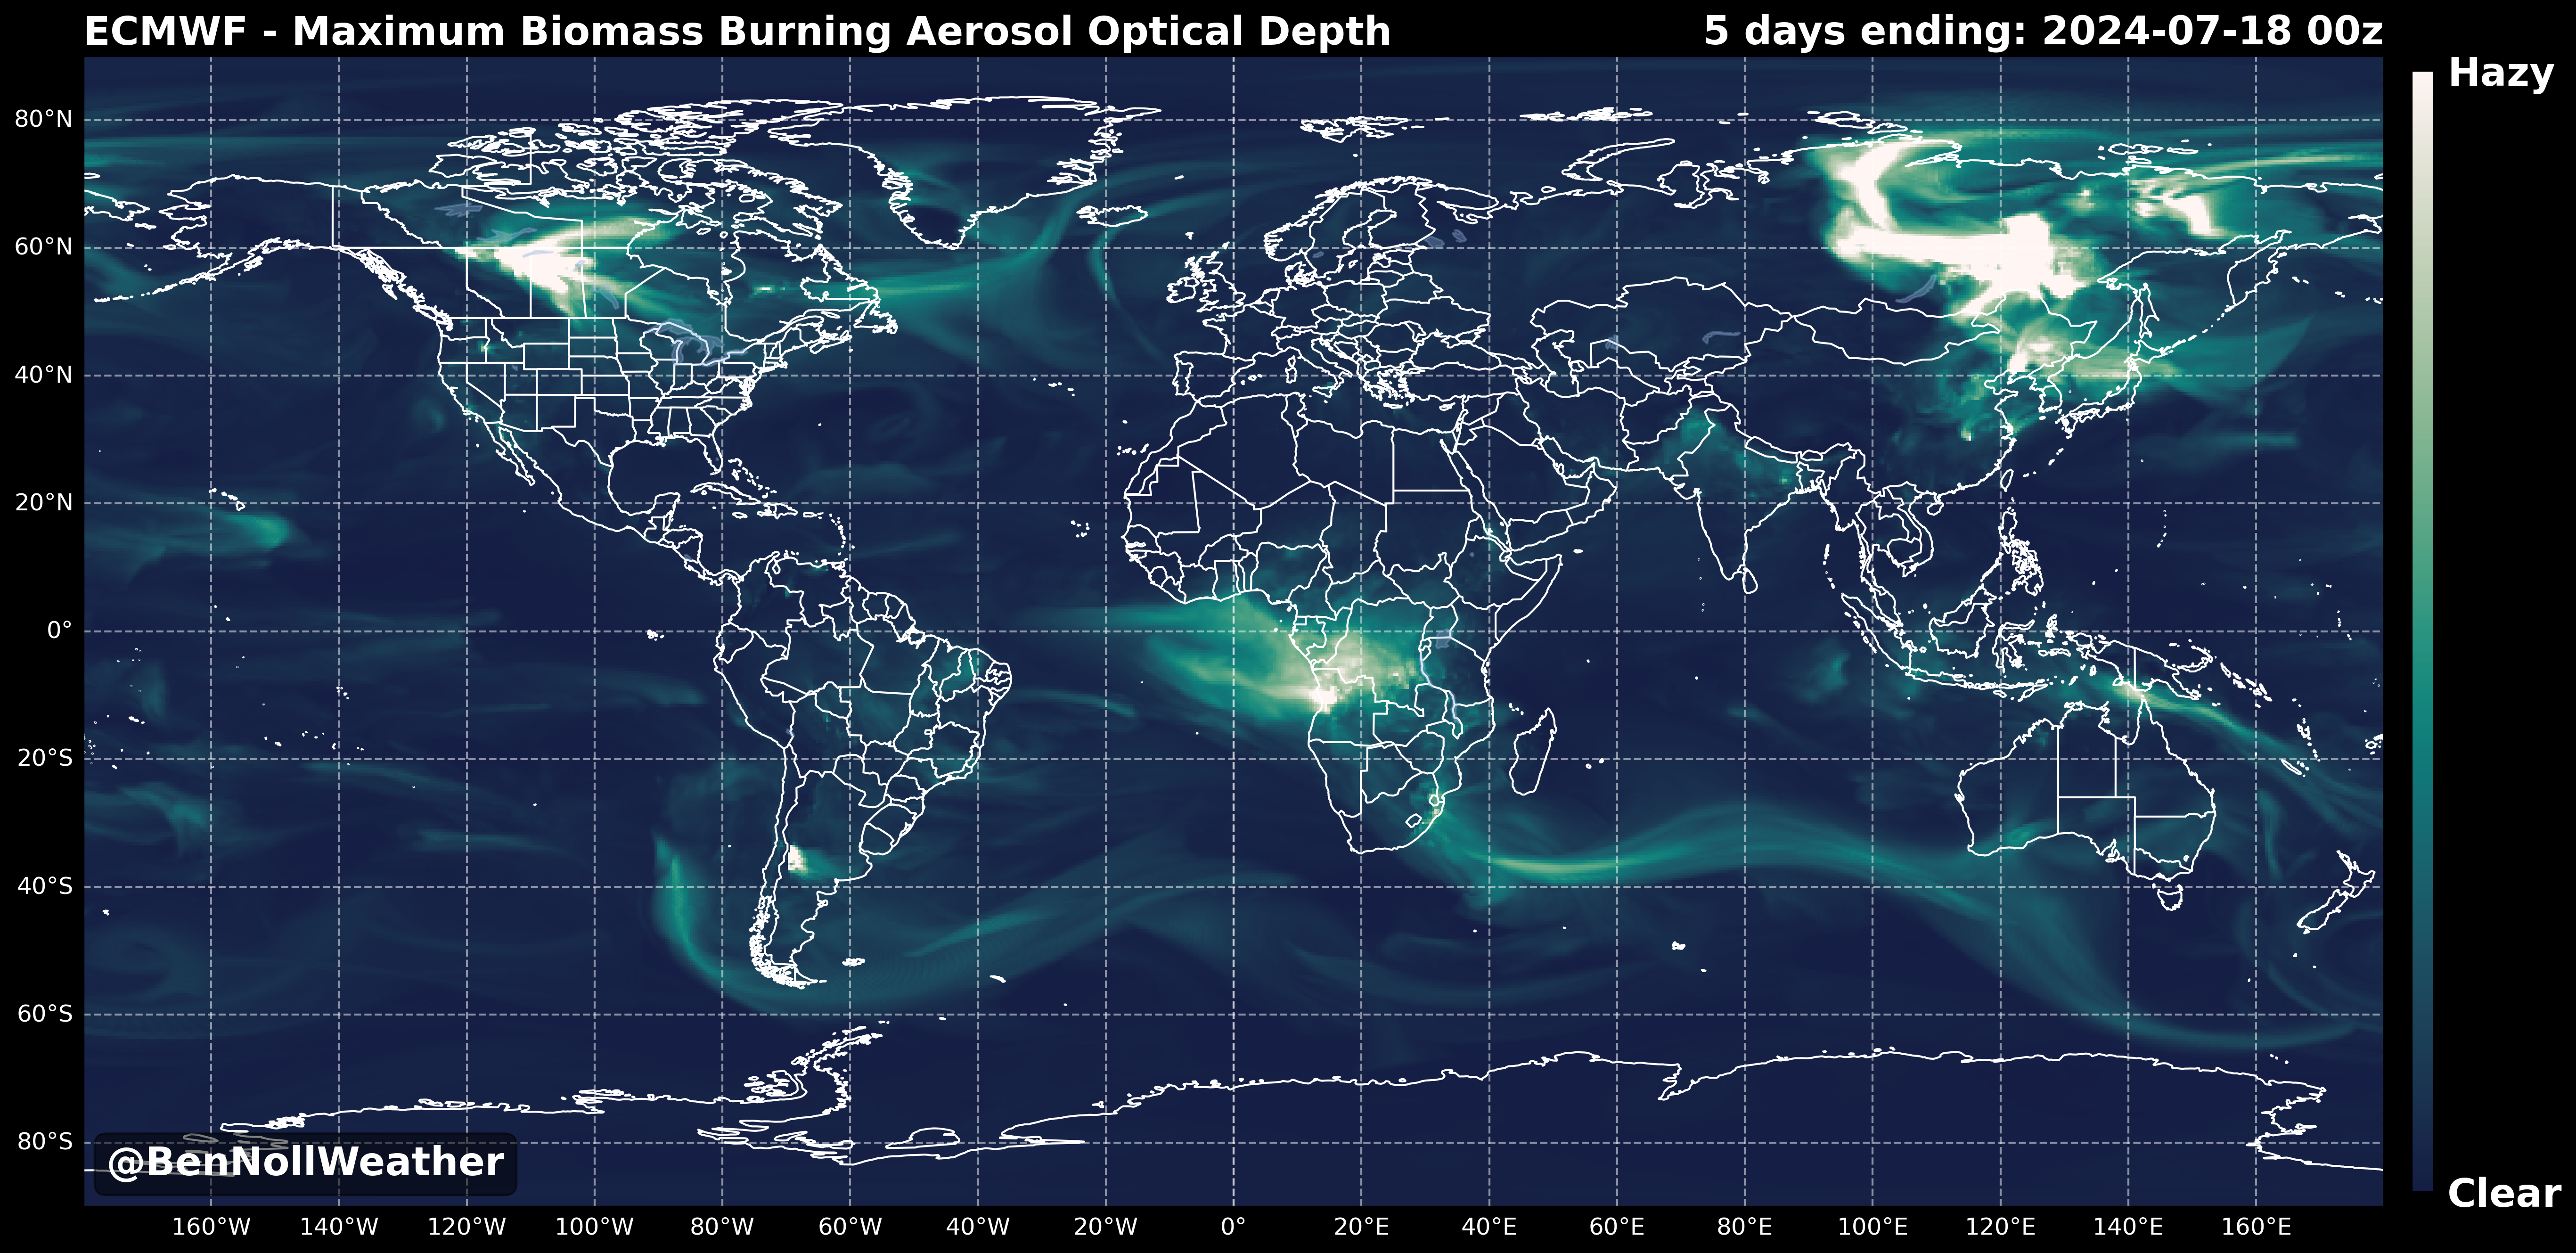 ECMWF - Maximum Biomass Burning Aerosol Optical Depth
5 days ending: 2024-07-18 00z
Hazy
80°N
60°N
40°N
20°N
0°
20°S
40°S
60°S
80°S
@BenNollWeather
Clear
160°W 140°W 120°W 100°W 80°W 60°W 40°W 20°W 0° 20°E 40°E 60°E 80°E 100°E 120°E 140°E 160°E